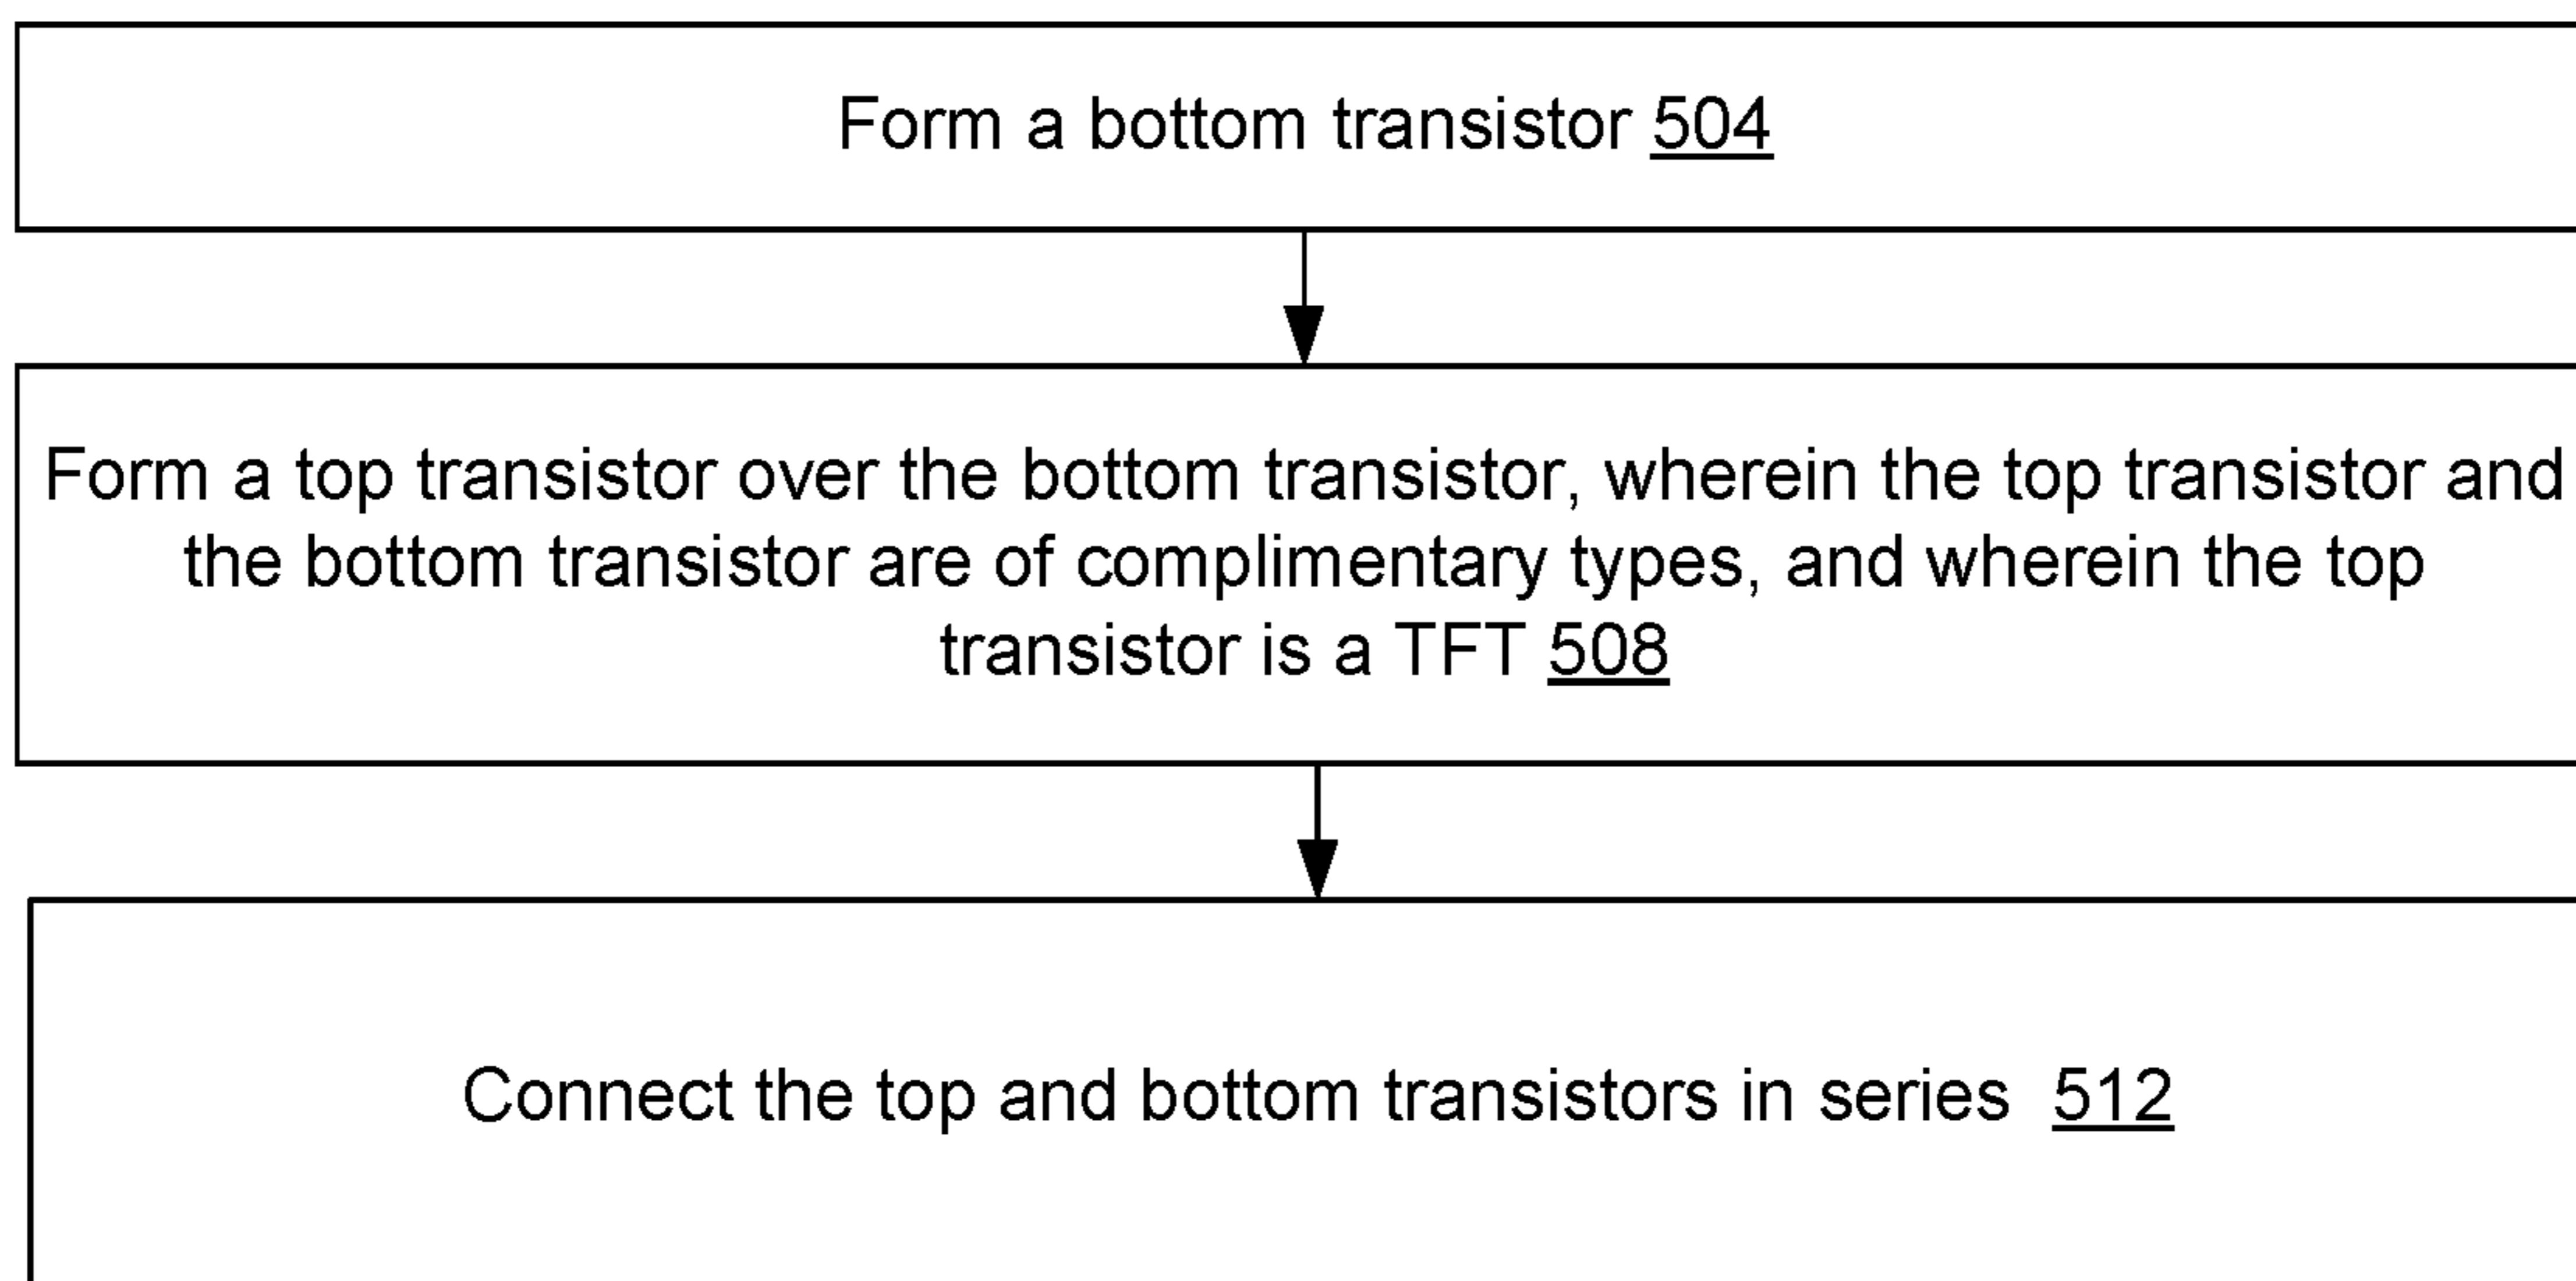 Form a bottom transistor 504
Form a top transistor over the bottom transistor, wherein the top transistor and
the bottom transistor are of complimentary types, and wherein the top
transistor is a TFT 508
Connect the top and bottom transistors in series 512